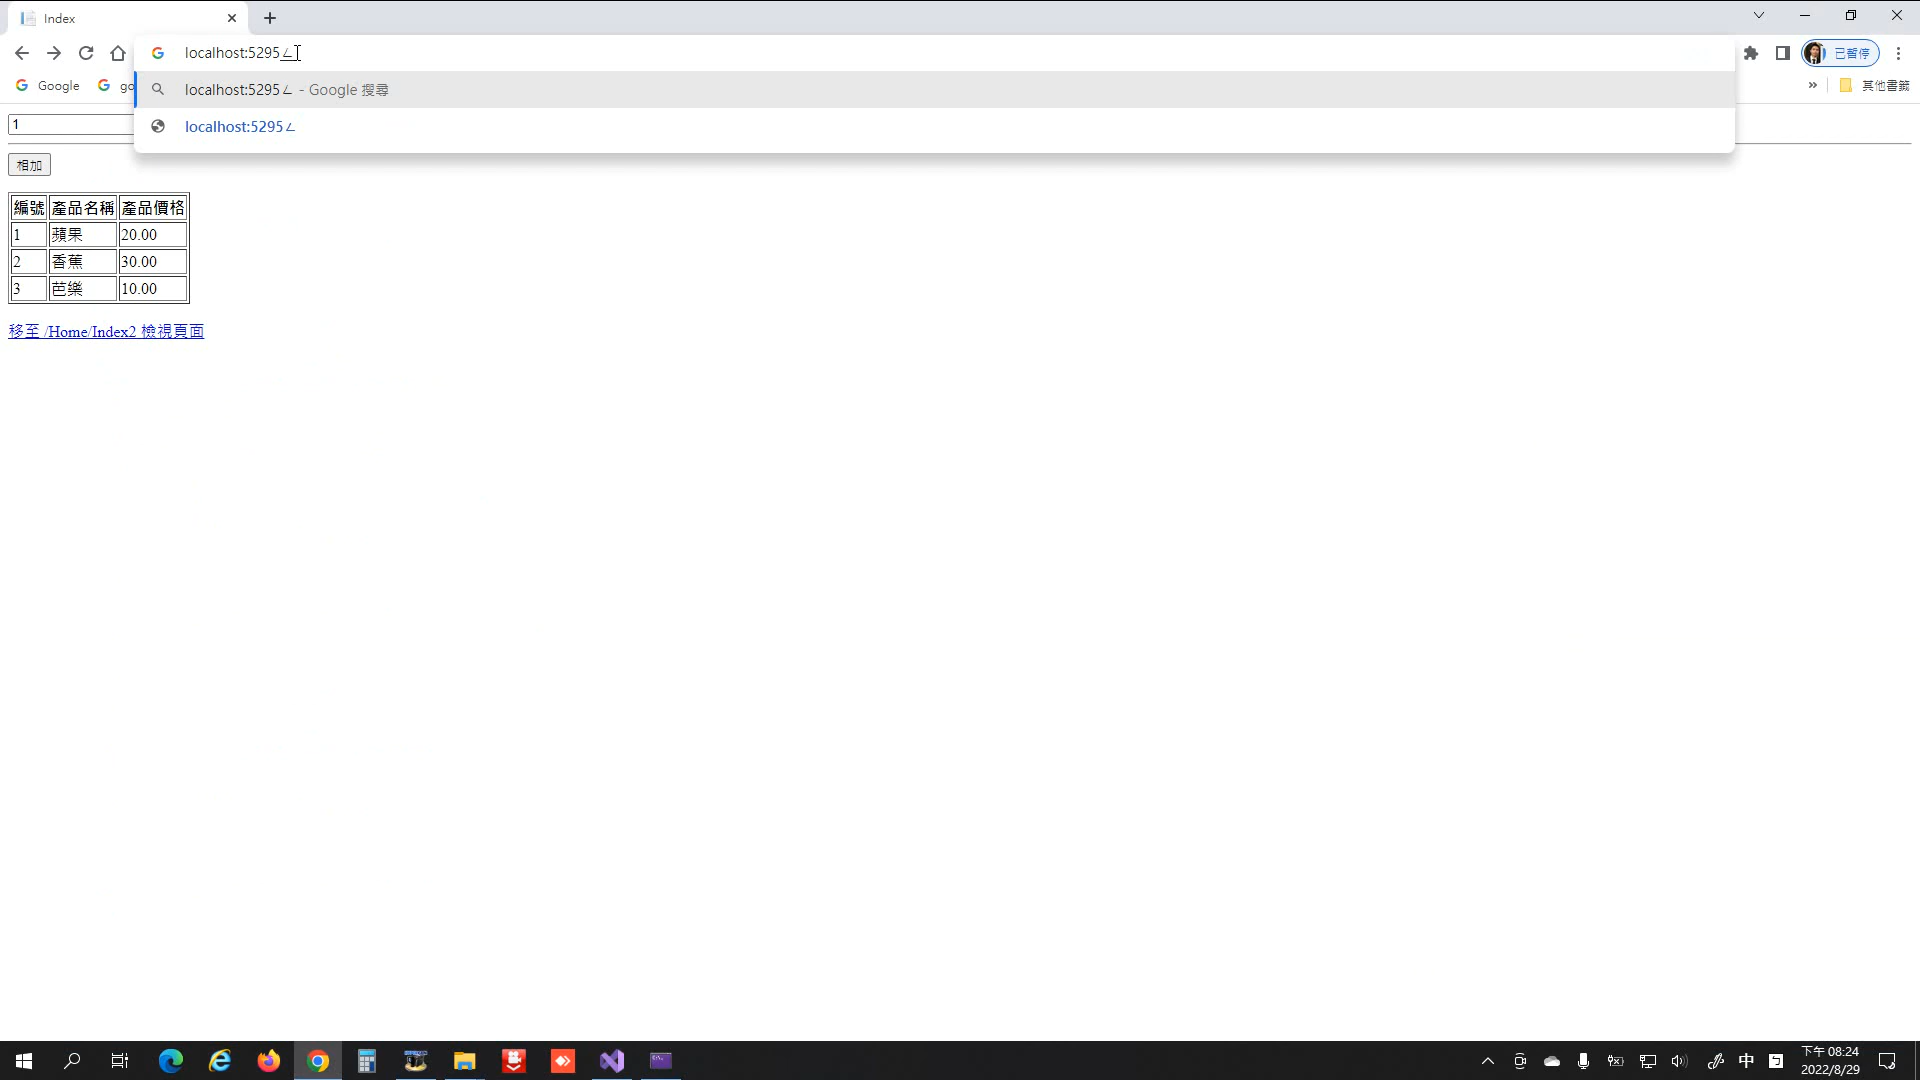 Index
localhost:5295ㄥ
已暫停
Google
go
localhost:5295ㄥ - Google 搜尋
» 其他書籤
localhost:5295ㄥ
1
相加
編號 產品名稱 產品價格
1 蘋果 20.00
2 香蕉 30.00
3 芭樂 10.00
移至 /Home/Index2 檢視頁面
中
下午 08:24
2022/8/29